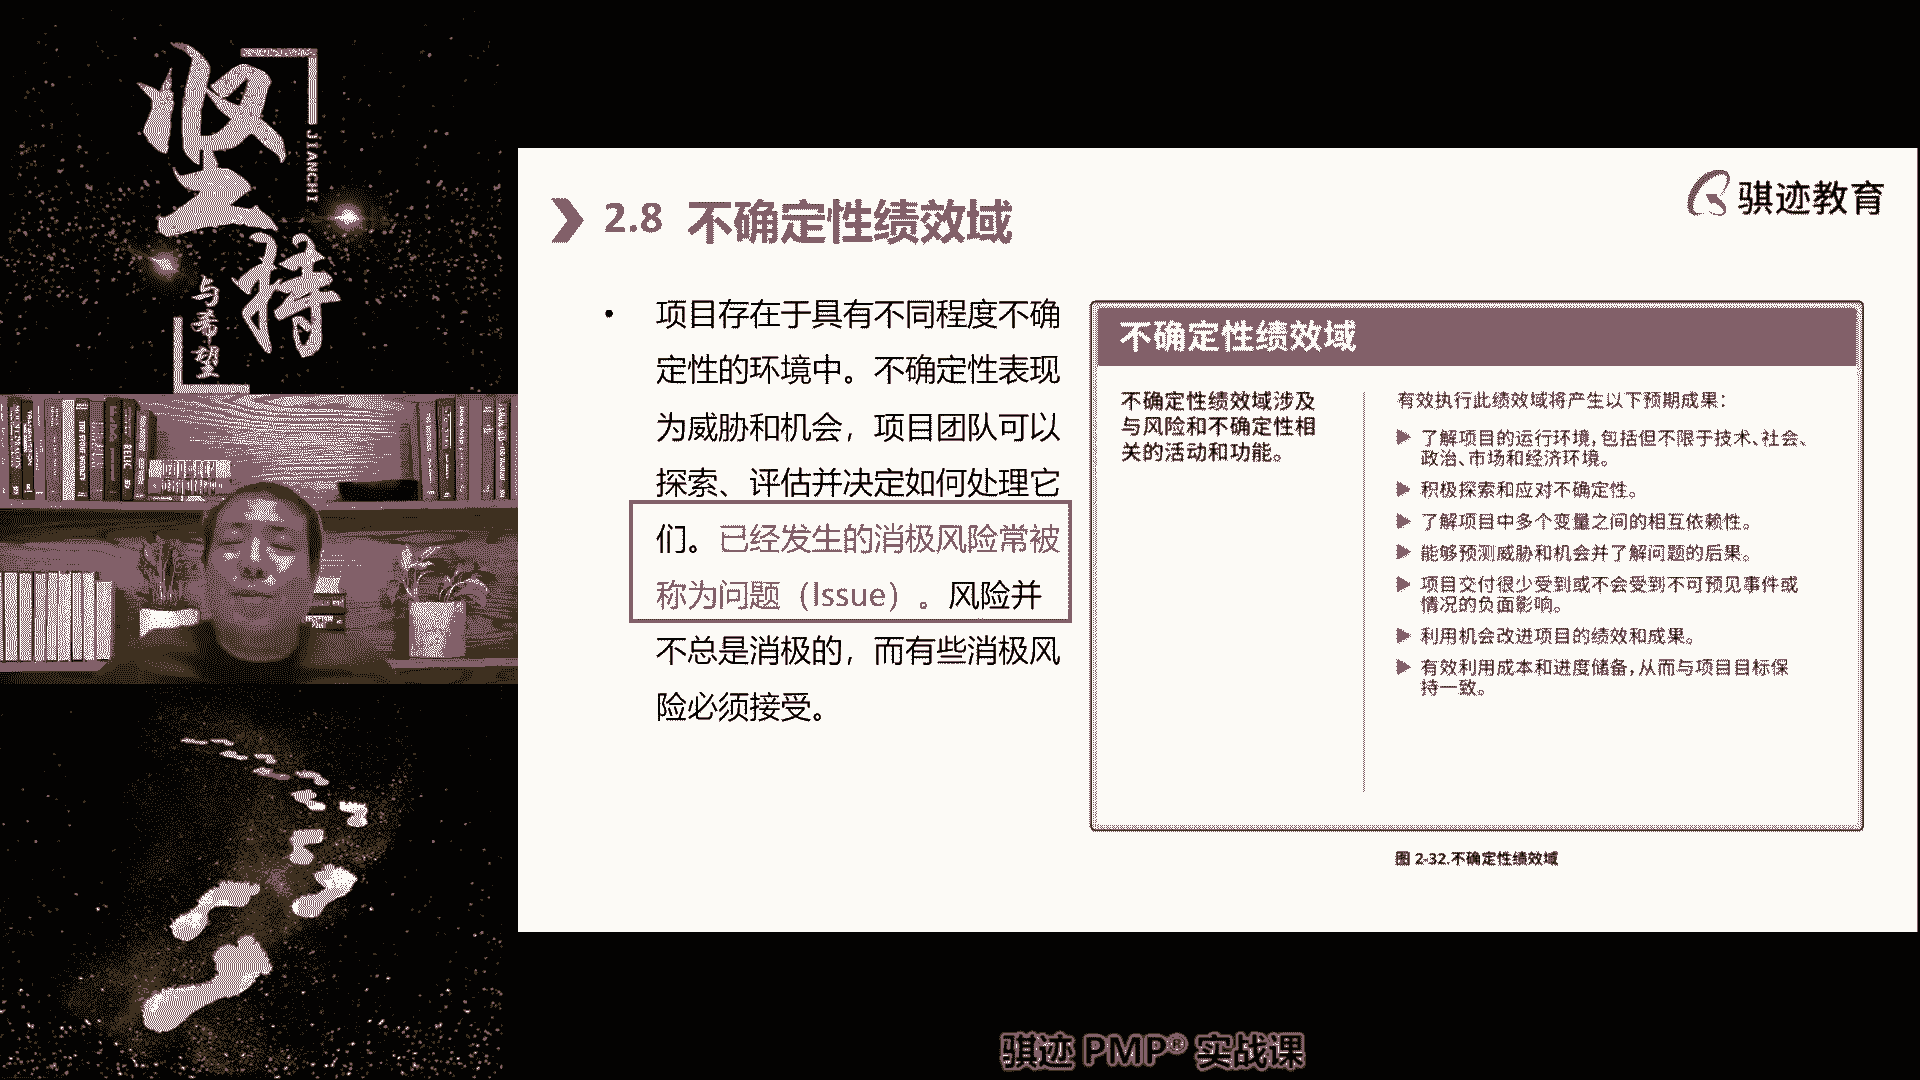 坚持
JIANCHI
与希望
骐迹教育
2.8 不确定性绩效域
• 项目存在于具有不同程度不确
定性的环境中。不确定性表现
为威胁和机会，项目团队可以
探索、评估并决定如何处理它
们。已经发生的消极风险常被
称为问题（Issue）。风险并
不总是消极的，而有些消极风
险必须接受。
不确定性绩效域
不确定性绩效域涉及
与风险和不确定性相
关的活动和功能。
有效执行此绩效域将产生以下预期成果：
▶ 了解项目的运行环境，包括但不限于技术、社会、
政治、市场和经济环境。
▶ 积极探索和应对不确定性。
▶ 了解项目中多个变量之间的相互依赖性。
▶ 能够预测威胁和机会并了解问题的后果。
▶ 项目交付很少受到或不会受到不可预见事件或
情况的负面影响。
▶ 利用机会改进项目的绩效和成果。
▶ 有效利用成本和进度储备，从而与项目目标保
持一致。
图 2-32.不确定性绩效域
骐迹 PMP® 实战课